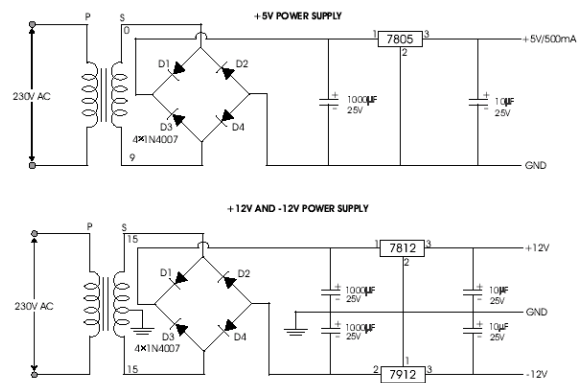 +5V POWER SUPPLY
P S
0
1 7805 3
+5V/500mA
2
D1 D2
230V AC
1000µF
25V
10µF
25V
D3 D4
4×1N4007
9
GND
+12V AND -12V POWER SUPPLY
P S
15
1 7812 3
+12V
2
D1 D2
1000µF
25V
10µF
25V
230V AC
GND
D3 D4
4×1N4007
1000µF
25V
10µF
25V
1
15
2 7912 3
-12V